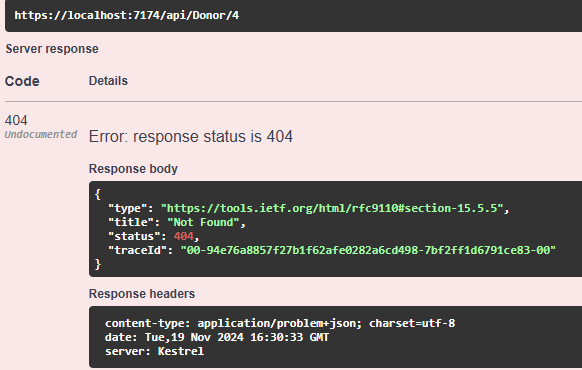 https://localhost:7174/api/Donor/4
Server response
Code Details
404
Undocumented
Error: response status is 404
Response body
{
  "type": "https://tools.ietf.org/html/rfc9110#section-15.5.5",
  "title": "Not Found",
  "status": 404,
  "traceId": "00-94e76a8857f27b1f62afe0282a6cd498-7bf2ff1d6791ce83-00"
}
Response headers
content-type: application/problem+json; charset=utf-8
date: Tue,19 Nov 2024 16:30:33 GMT
server: Kestrel